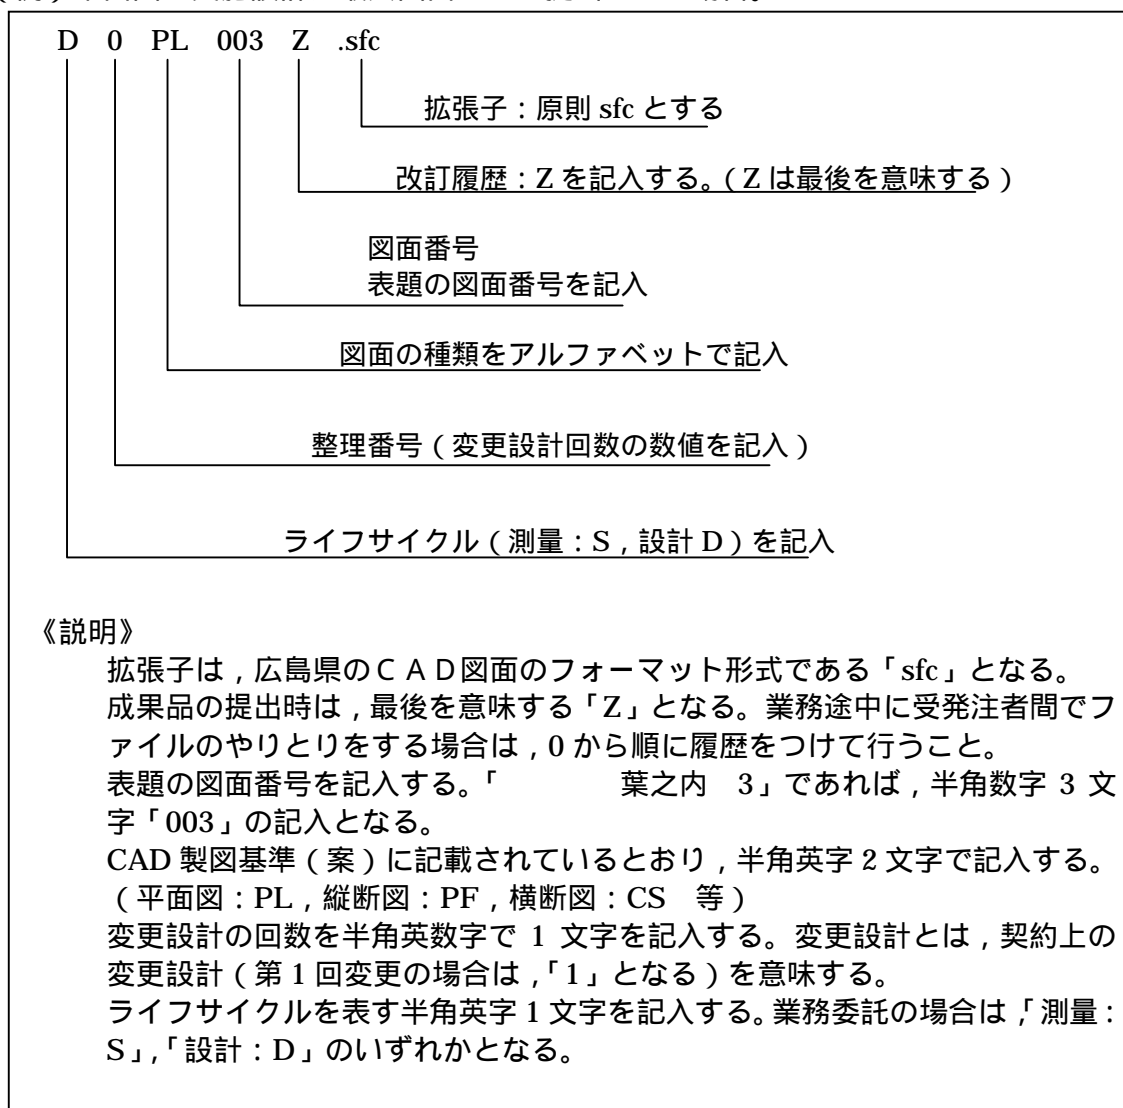 D 0 PL 003 Z .sfc
拡張子：原則 sfc とする
改訂履歴：Z を記入する。（Z は最後を意味する）
図面番号
表題の図面番号を記入
図面の種類をアルファベットで記入
整理番号（変更設計回数の数値を記入）
ライフサイクル（測量：S，設計 D）を記入
《説明》
拡張子は，広島県のＣＡＤ図面のフォーマット形式である「sfc」となる。
成果品の提出時は，最後を意味する「Z」となる。業務途中に受発注者間でフ
ァイルのやりとりをする場合は，0 から順に履歴をつけて行うこと。
表題の図面番号を記入する。「　　　　　葉之内　3」であれば，半角数字 3 文
字「003」の記入となる。
CAD 製図基準（案）に記載されているとおり，半角英字 2 文字で記入する。
（平面図：PL，縦断図：PF，横断図：CS　等）
変更設計の回数を半角英数字で 1 文字を記入する。変更設計とは，契約上の
変更設計（第 1 回変更の場合は，「1」となる）を意味する。
ライフサイクルを表す半角英字 1 文字を記入する。業務委託の場合は，「測量：
S」，「設計：D」のいずれかとなる。